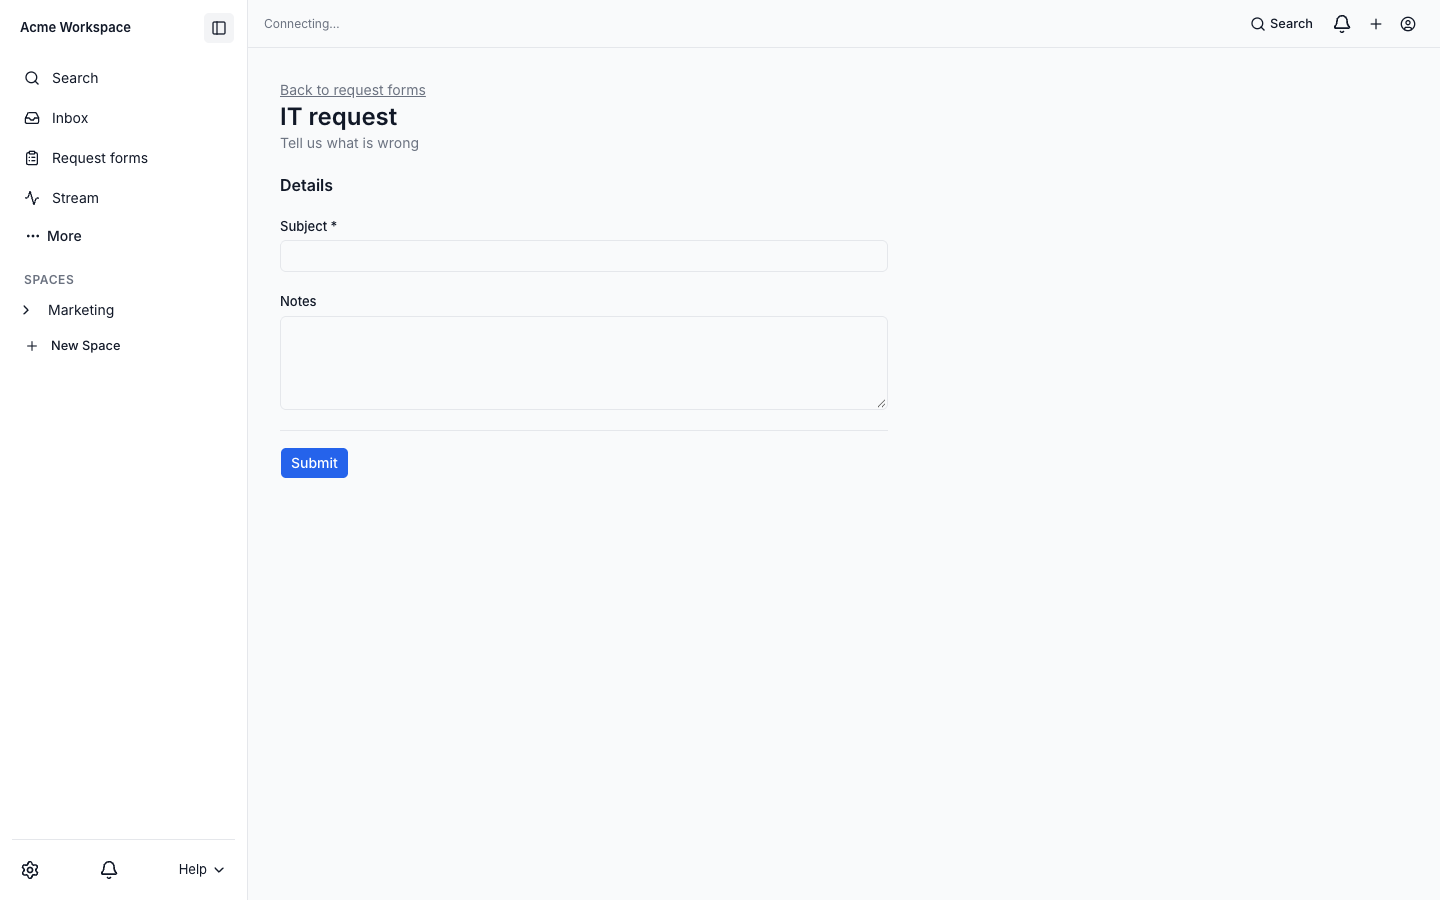 Acme Workspace
Search
Inbox
Request forms
Stream
More
SPACES
Marketing
New Space
Help
Connecting...
Search
Back to request forms
IT request
Tell us what is wrong
Details
Subject *
Notes
Submit